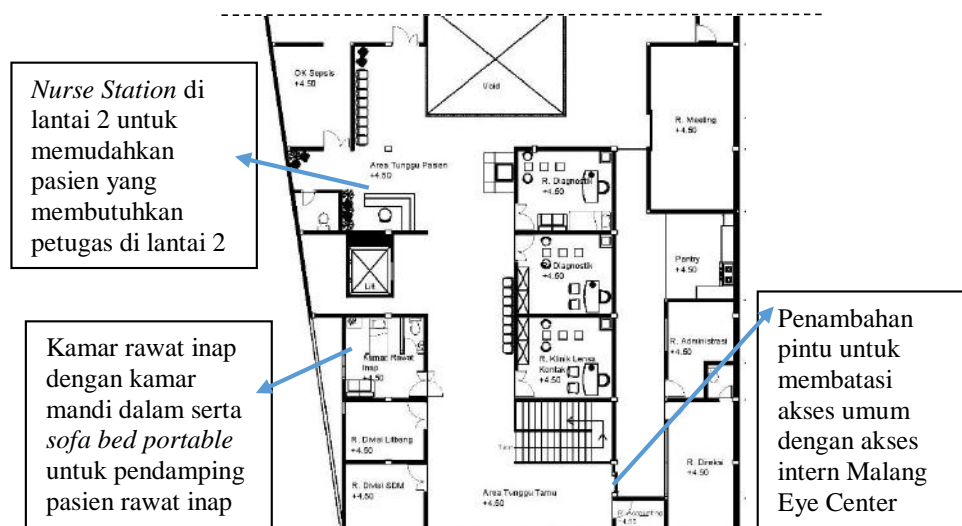 Nurse Station di
lantai 2 untuk
memudahkan
pasien yang
membutuhkan
petugas di lantai 2
Kamar rawat inap
dengan kamar
mandi dalam serta
sofa bed portable
untuk pendamping
pasien rawat inap
OK Sepsis
+4.50
Void
Area Tunggu Pasien
+4.50
R. Diagnostik
+4.50
R. Meeting
+4.50
Diagnostik
+4.50
Pantry
+4.50
Lift
Kamar Rawat
Inap
+4.50
R. Klinik Lensa
Kontak
+4.50
R. Administrasi
+4.50
R. Divisi Litbang
+4.50
R. Divisi SDM
+4.50
Area Tunggu Tamu
+4.50
R. Direksi
+4.50
R. Accounting
+4.50
Penambahan
pintu untuk
membatasi
akses umum
dengan akses
intern Malang
Eye Center